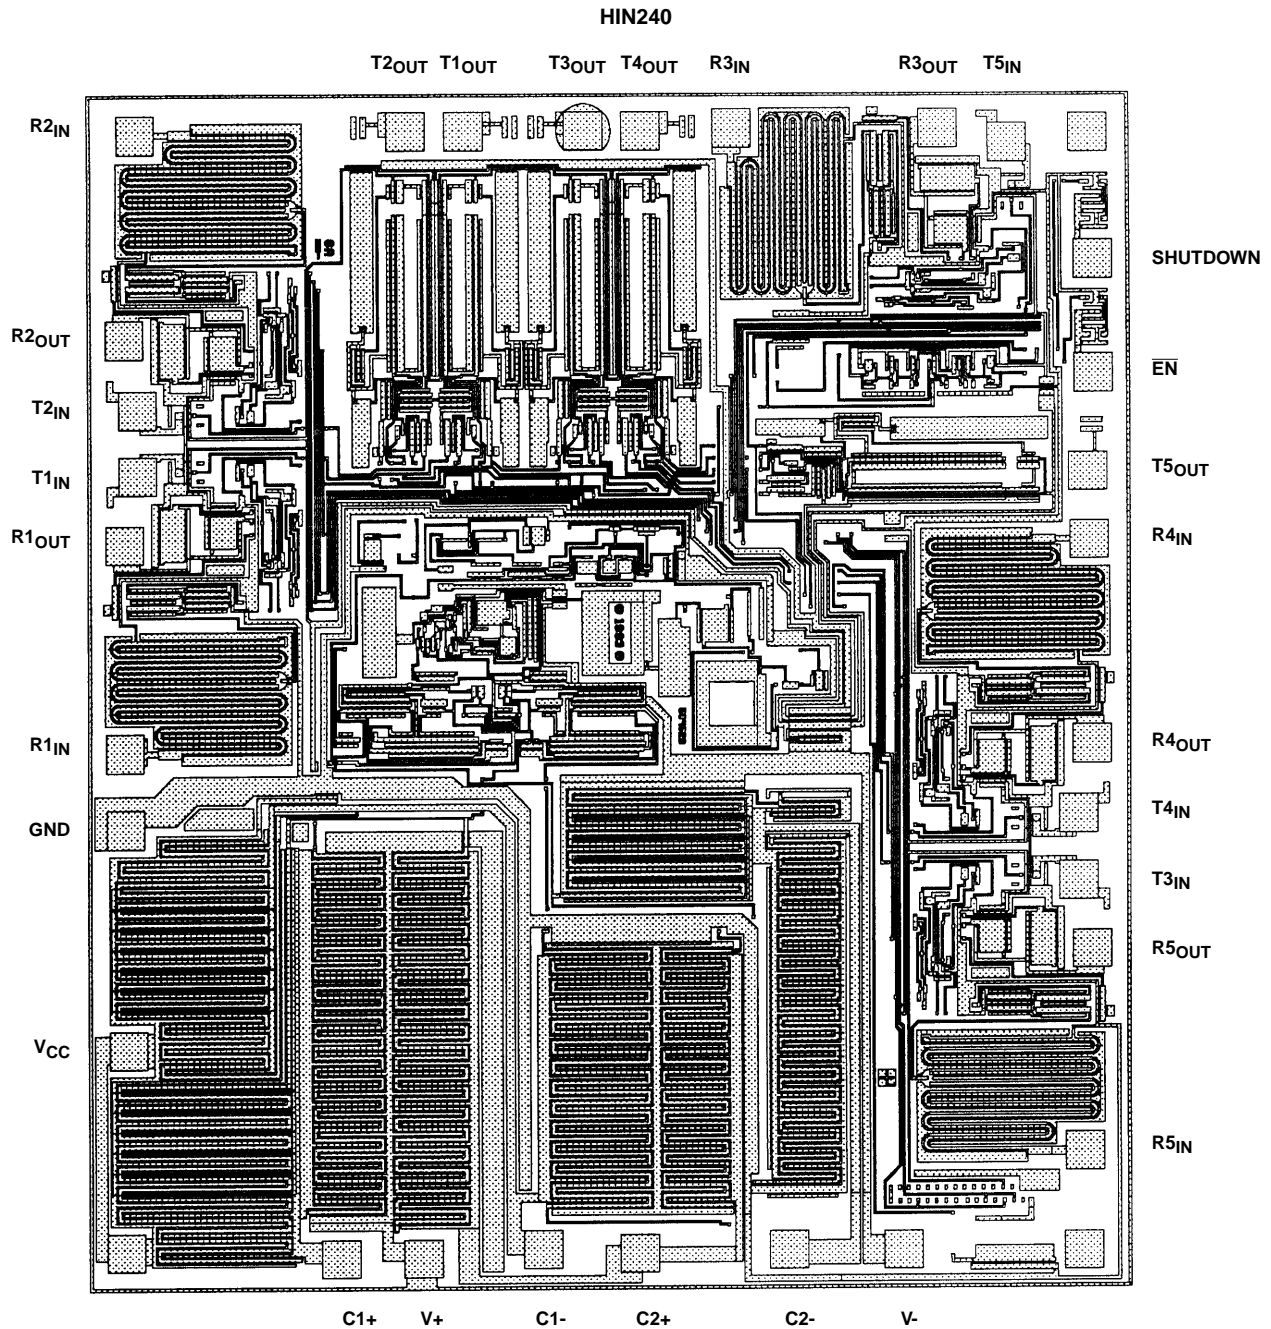 HIN240
T2OUT T1OUT T3OUT T4OUT R3IN R3OUT T5IN
R2IN
SHUTDOWN
R2OUT
EN
T2IN
T5OUT
T1IN
R1OUT
R4IN
© 1993 ©
R1IN
R4OUT
T4IN
GND
T3IN
R5OUT
VCC
R5IN
C1+ V+ C1- C2+ C2- V-